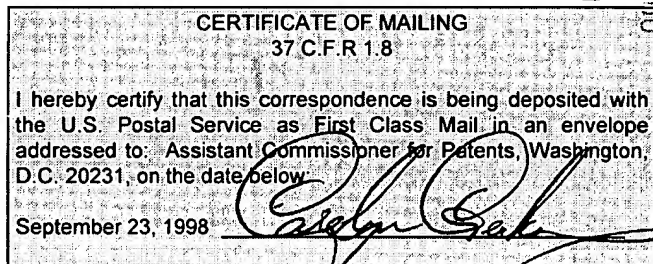 CERTIFICATE OF MAILING
37 C.F.R 1.8
I hereby certify that this correspondence is being deposited with
the U.S. Postal Service as First Class Mail in an envelope
addressed to: Assistant Commissioner for Patents, Washington,
D.C. 20231, on the date below
September 23, 1998